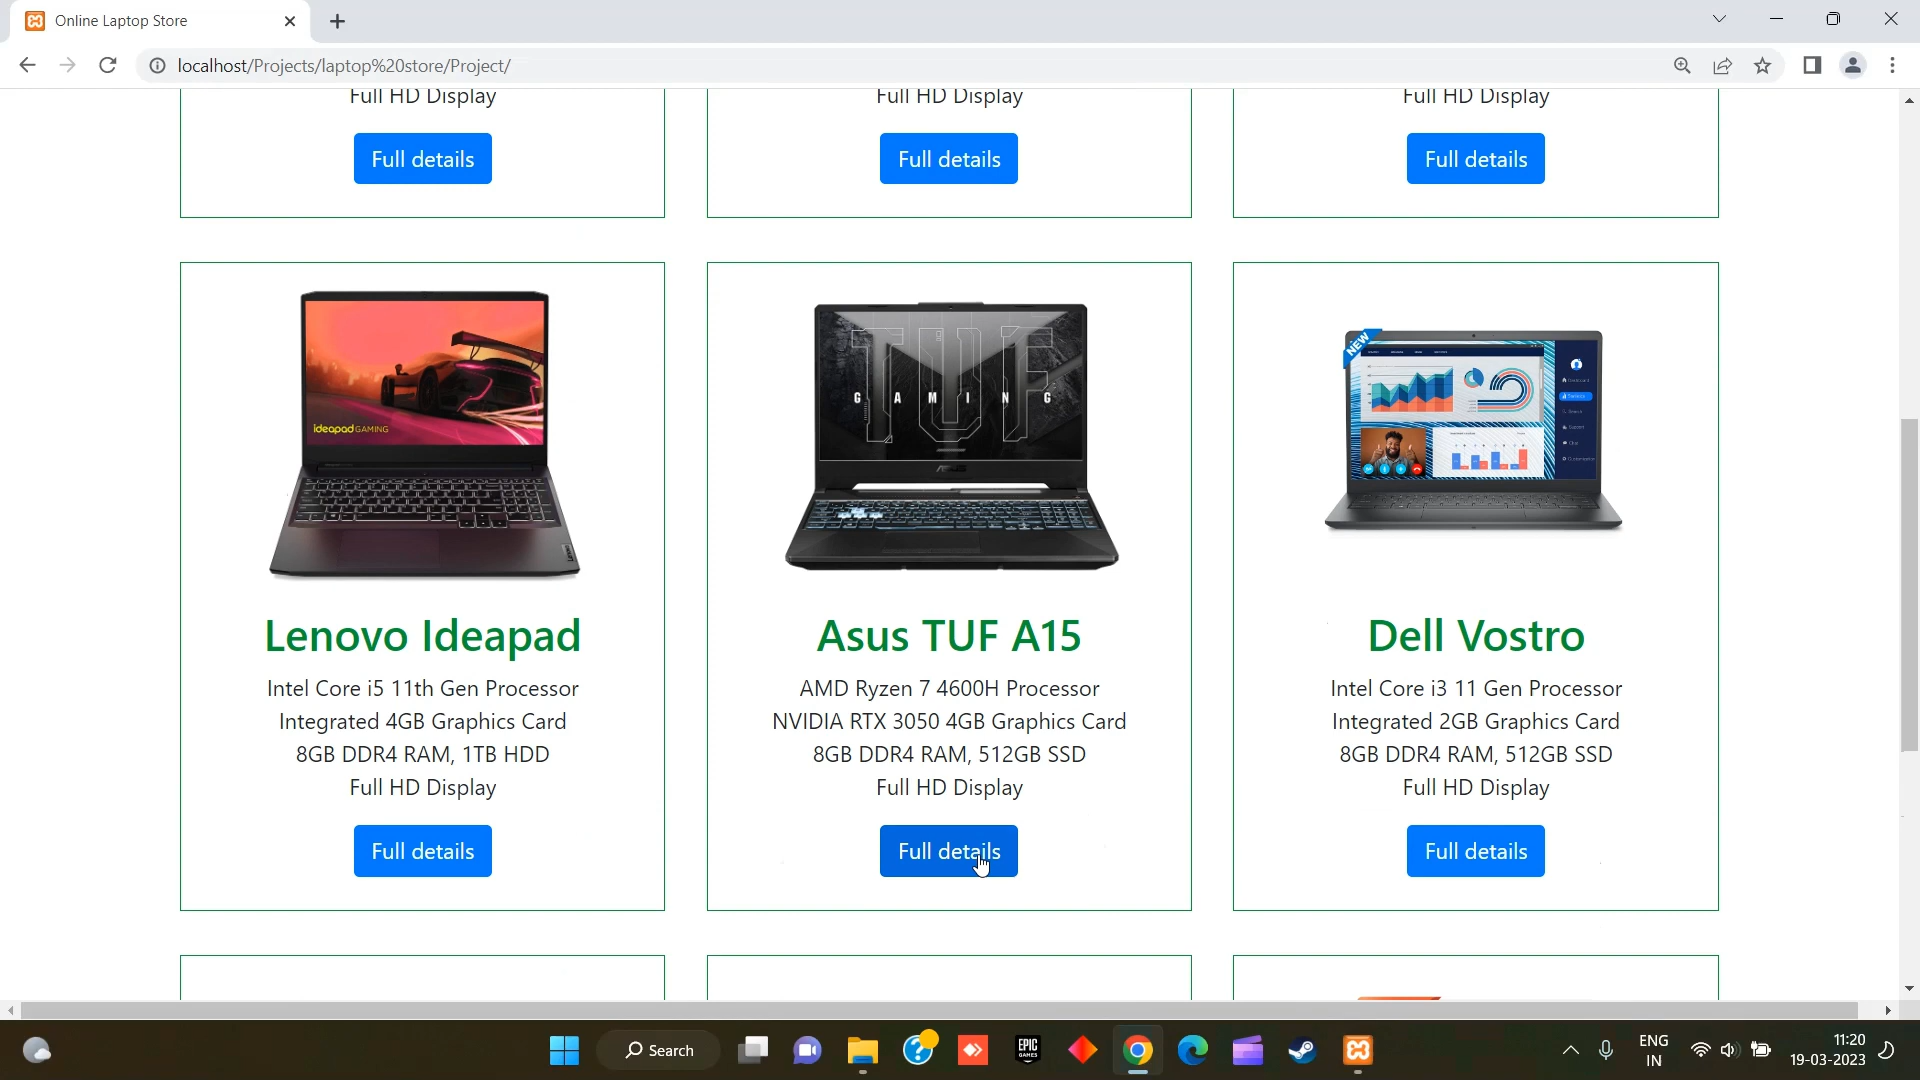 Online Laptop Store
localhost/Projects/laptop%20store/Project/
Full HD Display
Full HD Display
Full HD Display
Full details
Full details
Full details
ideapad GAMING
TUF
GAMING
NEW
Lenovo Ideapad
Asus TUF A15
Dell Vostro
Intel Core i5 11th Gen Processor
Integrated 4GB Graphics Card
8GB DDR4 RAM, 1TB HDD
Full HD Display
AMD Ryzen 7 4600H Processor
NVIDIA RTX 3050 4GB Graphics Card
8GB DDR4 RAM, 512GB SSD
Full HD Display
Intel Core i3 11 Gen Processor
Integrated 2GB Graphics Card
8GB DDR4 RAM, 512GB SSD
Full HD Display
Full details
Full details
Full details
Search
EPIC
GAMES
ENG
IN
11:20
19-03-2023